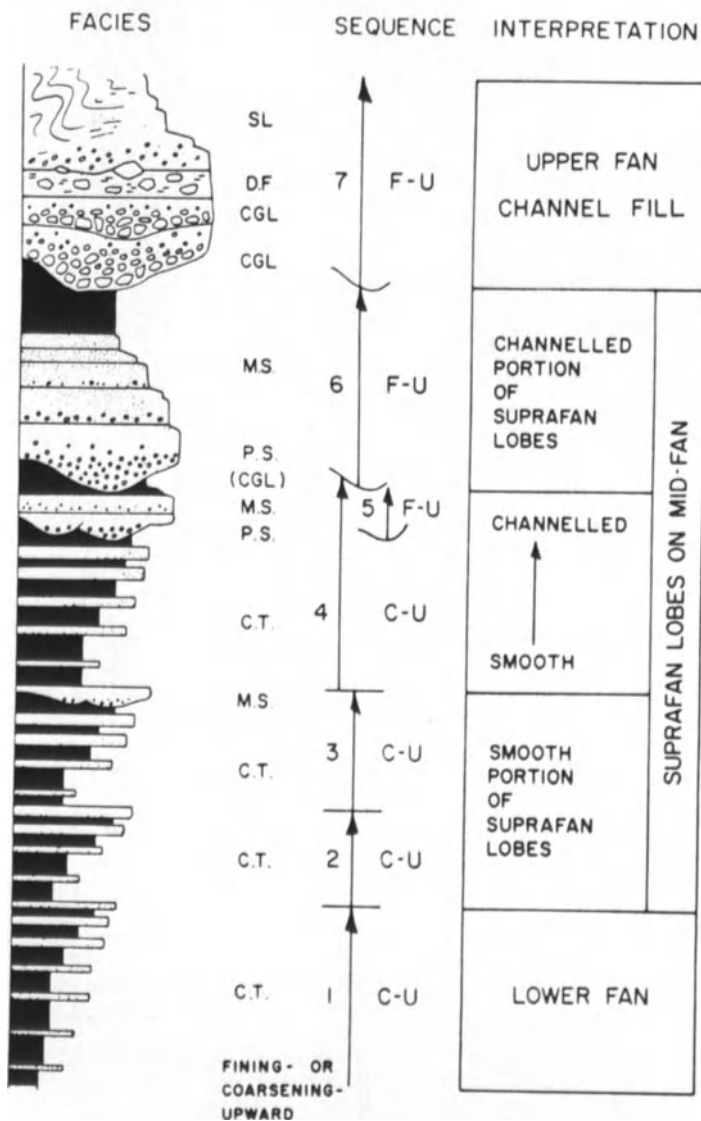 FACIES SEQUENCE INTERPRETATION
SL
D.F
CGL
CGL
7 F-U
UPPER FAN
CHANNEL FILL
M.S.
P.S.
(CGL)
6 F-U
CHANNELLED
PORTION
OF
SUPRAFAN
LOBES
M.S.
P.S.
5 F-U
C.T.
4 C-U
CHANNELLED
SMOOTH
M.S.
C.T.
3 C-U
C.T.
2 C-U
SMOOTH
PORTION
OF
SUPRAFAN
LOBES
SUPRAFAN LOBES ON MID-FAN
C.T.
1 C-U
LOWER FAN
FINING- OR
COARSENING-
UPWARD